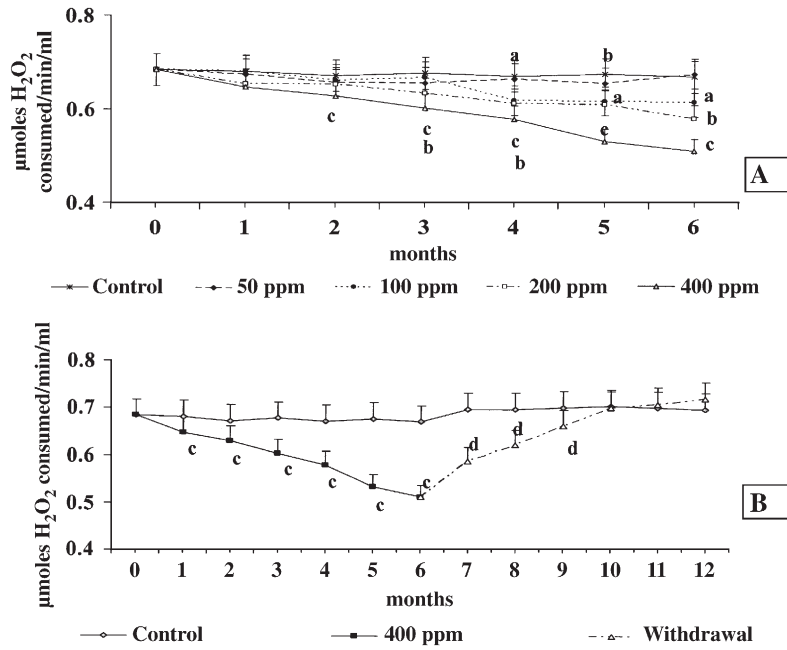 0.8
µmoles H2O2
consumed/min/ml
0.7
a
b
0.6
a
a
b
c
c
b
c
b
c
c
0.4
A
0 1 2 3 4 5 6
months
Control 50 ppm 100 ppm 200 ppm 400 ppm
0.8
µmoles H2O2 consumed/min/ml
0.7
0.6
0.5
0.4
c
c
c
c
c
c
d
d
d
B
0 1 2 3 4 5 6 7 8 9 10 11 12
months
Control 400 ppm Withdrawal